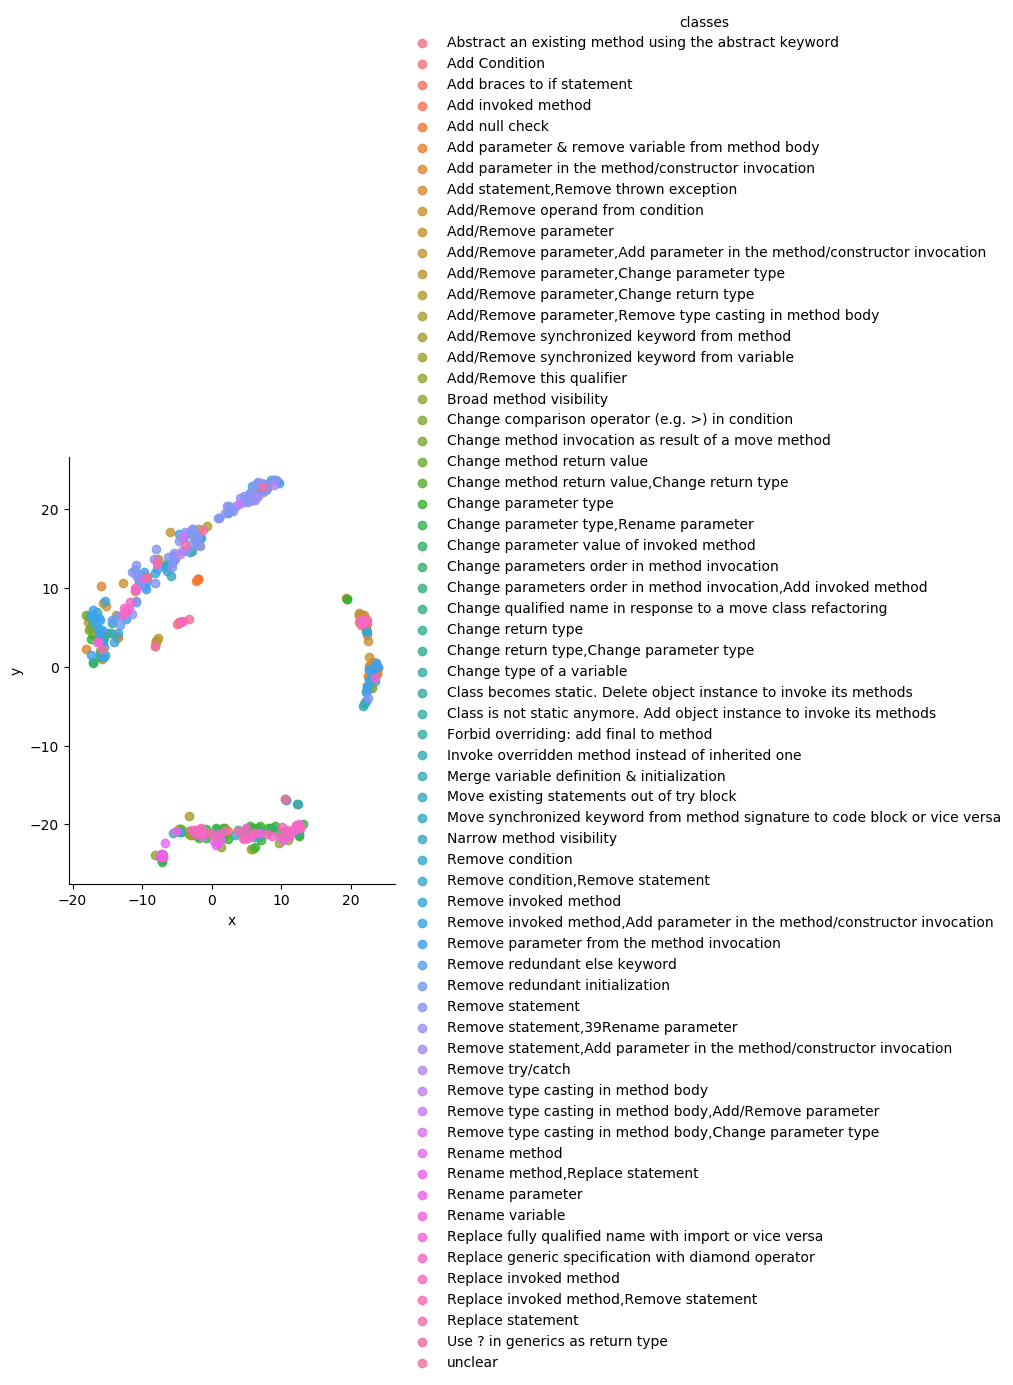 classes
Abstract an existing method using the abstract keyword
Add Condition
Add braces to if statement
Add invoked method
Add null check
Add parameter & remove variable from method body
Add parameter in the method/constructor invocation
Add statement,Remove thrown exception
Add/Remove operand from condition
Add/Remove parameter
Add/Remove parameter,Add parameter in the method/constructor invocation
Add/Remove parameter,Change parameter type
Add/Remove parameter,Change return type
Add/Remove parameter,Remove type casting in method body
Add/Remove synchronized keyword from method
Add/Remove synchronized keyword from variable
Add/Remove this qualifier
Broad method visibility
Change comparison operator (e.g. >) in condition
Change method invocation as result of a move method
Change method return value
Change method return value,Change return type
Change parameter type
Change parameter type,Rename parameter
Change parameter value of invoked method
Change parameters order in method invocation
Change parameters order in method invocation,Add invoked method
Change qualified name in response to a move class refactoring
Change return type
Change return type,Change parameter type
Change type of a variable
Class becomes static. Delete object instance to invoke its methods
Class is not static anymore. Add object instance to invoke its methods
Forbid overriding: add final to method
Invoke overridden method instead of inherited one
Merge variable definition & initialization
Move existing statements out of try block
Move synchronized keyword from method signature to code block or vice versa
Narrow method visibility
Remove condition
Remove condition,Remove statement
Remove invoked method
Remove invoked method,Add parameter in the method/constructor invocation
Remove parameter from the method invocation
Remove redundant else keyword
Remove redundant initialization
Remove statement
Remove statement,39Rename parameter
Remove statement,Add parameter in the method/constructor invocation
Remove try/catch
Remove type casting in method body
Remove type casting in method body,Add/Remove parameter
Remove type casting in method body,Change parameter type
Rename method
Rename method,Replace statement
Rename parameter
Rename variable
Replace fully qualified name with import or vice versa
Replace generic specification with diamond operator
Replace invoked method
Replace invoked method,Remove statement
Replace statement
Use ? in generics as return type
unclear
20
10
0
−10
−20
y
−20 −10 0 10 20
x